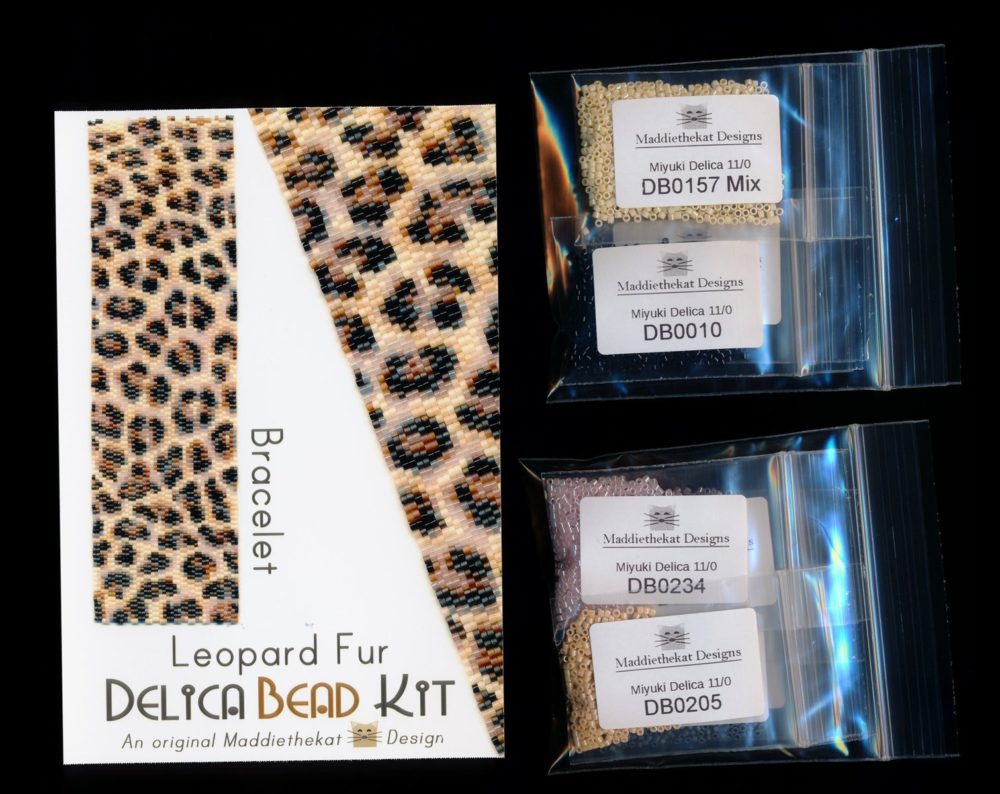 Bracelet
Leopard Fur
DELICA BEAD KIT
An original Maddiethekat Design
Maddiethekat Designs
Miyuki Delica 11/0
DB0157 Mix
Maddiethekat Designs
Miyuki Delica 11/0
DB0010
Maddiethekat Designs
Miyuki Delica 11/0
DB0234
Maddiethekat Designs
Miyuki Delica 11/0
DB0205